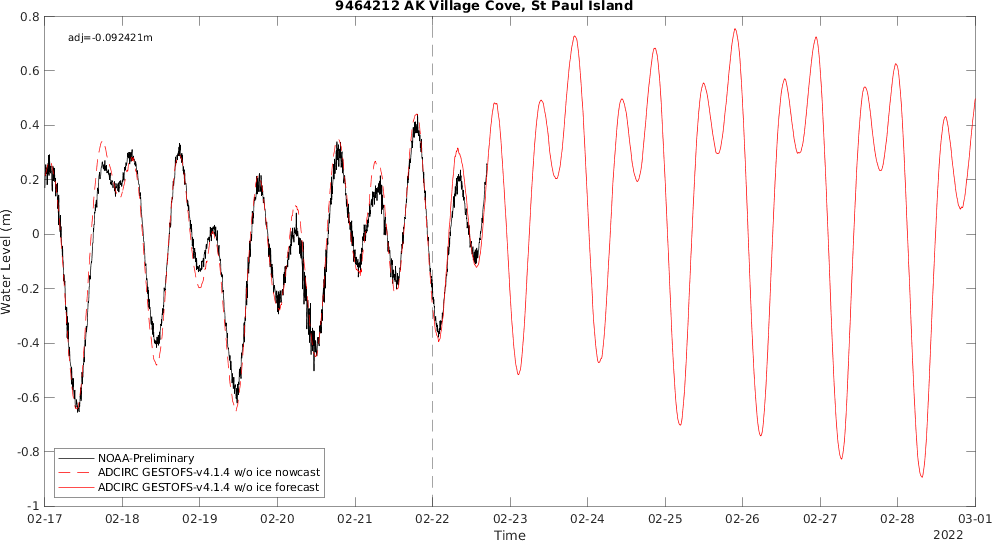 9464212 AK Village Cove, St Paul Island
adj=-0.092421m
0.8
0.6
0.4
0.2
0
-0.2
-0.4
-0.6
-0.8
-1
Water Level (m)
NOAA-Preliminary
ADCIRC GESTOFS-v4.1.4 w/o ice nowcast
ADCIRC GESTOFS-v4.1.4 w/o ice forecast
02-17 02-18 02-19 02-20 02-21 02-22 02-23 02-24 02-25 02-26 02-27 02-28 03-01
Time
2022